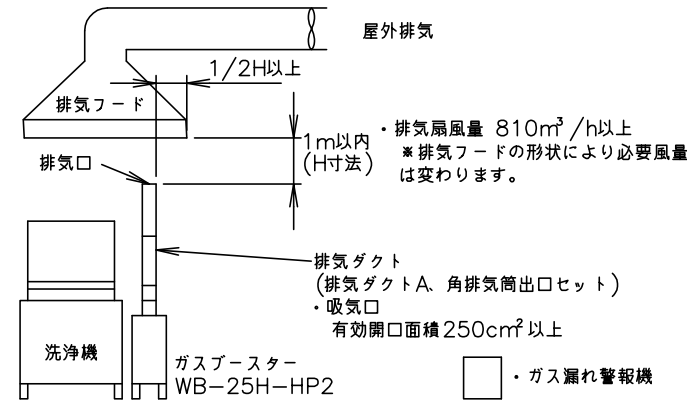 屋外排気
1/2H以上
排気フード
・排気扇風量 810m³/h以上
※排気フードの形状により必要風量
は変わります。
1m以内
(H寸法)
排気口
排気ダクト
(排気ダクトA、角排気筒出口セット)
・吸気口
有効開口面積250cm²以上
洗浄機
ガスブースター
WB-25H-HP2
・ガス漏れ警報機